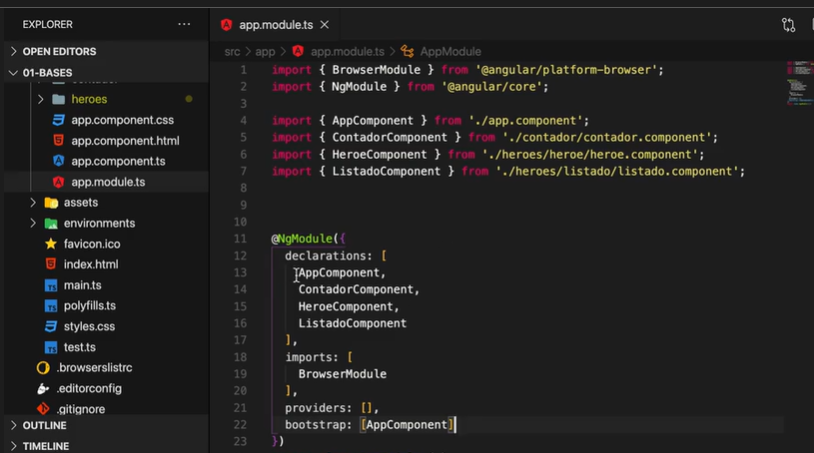 EXPLORER
OPEN EDITORS
01-BASES
heroes
app.component.css
app.component.html
app.component.ts
app.module.ts
assets
environments
favicon.ico
index.html
main.ts
polyfills.ts
styles.css
test.ts
.browserslistrc
.editorconfig
.gitignore
OUTLINE
TIMELINE
app.module.ts
src > app > app.module.ts > AppModule
1 import { BrowserModule } from '@angular/platform-browser';
2 import { NgModule } from '@angular/core';
3
4 import { AppComponent } from './app.component';
5 import { ContadorComponent } from './contador/contador.component';
6 import { HeroeComponent } from './heroes/heroe/heroe.component';
7 import { ListadoComponent } from './heroes/listado/listado.component';
8
9
10
11 @NgModule({
12 declarations: [
13 AppComponent,
14 ContadorComponent,
15 HeroeComponent,
16 ListadoComponent
17 ],
18 imports: [
19 BrowserModule
20 ],
21 providers: [],
22 bootstrap: [AppComponent]
23 })